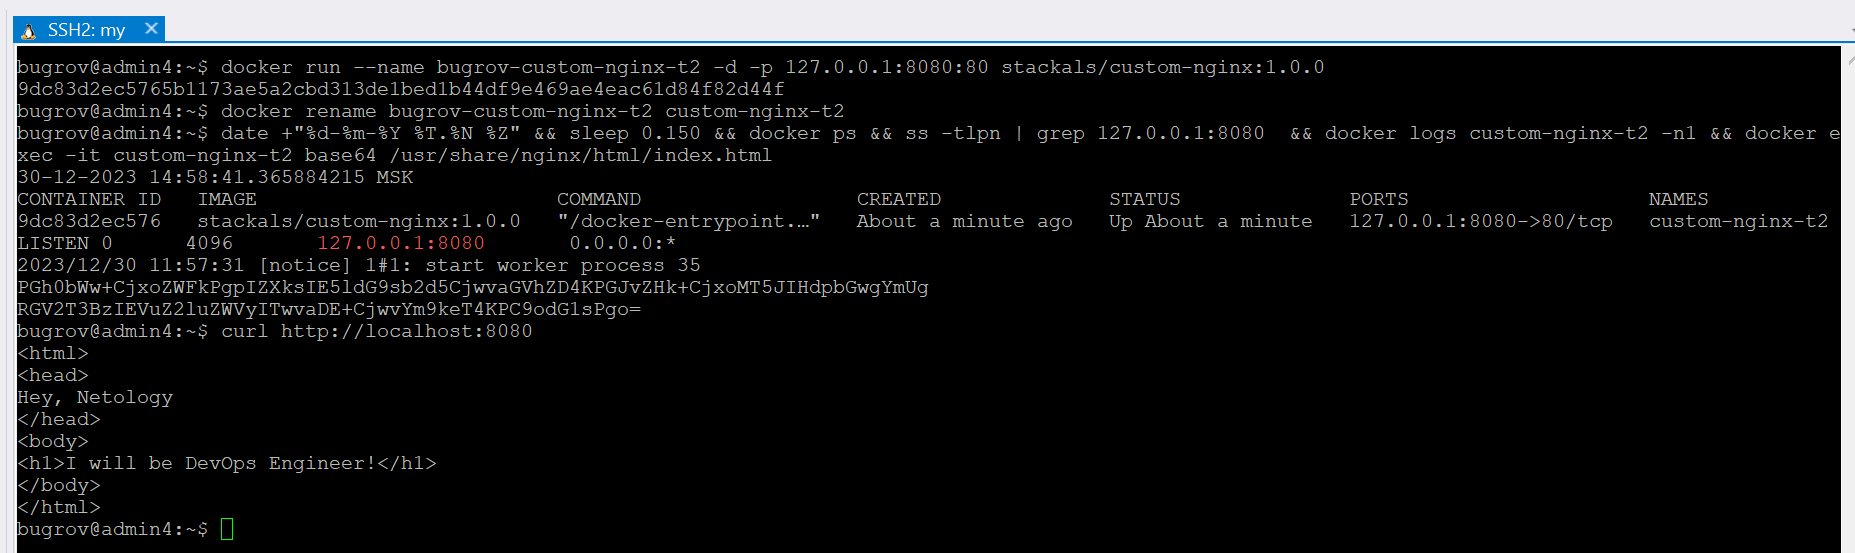 SSH2: my
bugrov@admin4:~$ docker run --name bugrov-custom-nginx-t2 -d -p 127.0.0.1:8080:80 stackals/custom-nginx:1.0.0
9dc83d2ec5765b1173ae5a2cbd313de1bed1b44df9e469ae4eac61d84f82d44f
bugrov@admin4:~$ docker rename bugrov-custom-nginx-t2 custom-nginx-t2
bugrov@admin4:~$ date +"%d-%m-%Y %T.%N %Z" && sleep 0.150 && docker ps && ss -tlpn | grep 127.0.0.1:8080  && docker logs custom-nginx-t2 -n1 && docker e
xec -it custom-nginx-t2 base64 /usr/share/nginx/html/index.html
30-12-2023 14:58:41.365884215 MSK
CONTAINER ID   IMAGE                         COMMAND                  CREATED              STATUS              PORTS                    NAMES
9dc83d2ec576   stackals/custom-nginx:1.0.0   "/docker-entrypoint.…"   About a minute ago   Up About a minute   127.0.0.1:8080->80/tcp   custom-nginx-t2
LISTEN 0      4096       127.0.0.1:8080       0.0.0.0:*
2023/12/30 11:57:31 [notice] 1#1: start worker process 35
PGh0bWw+CjxoZWFkPgpIZXksIE5ldG9sb2d5CjwvaGVhZD4KPGJvZHk+CjxoMT5JIHdpbGwgYmUg
RGV2T3BzIEVuZ2luZWVyITwvaDE+CjwvYm9keT4KPC9odG1sPgo=
bugrov@admin4:~$ curl http://localhost:8080
<html>
<head>
Hey, Netology
</head>
<body>
<h1>I will be DevOps Engineer!</h1>
</body>
</html>
bugrov@admin4:~$